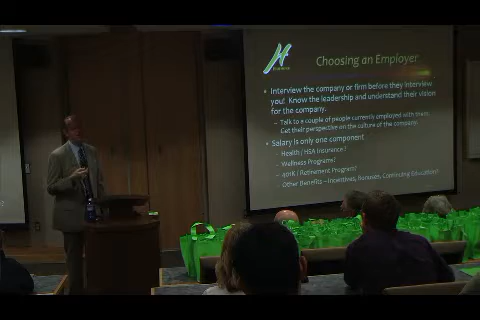 Choosing an Employer
Interview the company or firm before they interview
you! Know the leadership and understand their vision
for the company.
- Talk to a couple of people currently employed with them.
Get their perspective on the culture of the company.
Salary is only one component
- Health / HSA Insurance?
- Wellness Programs?
- 401K / Retirement Program?
- Other Benefits - Incentives, Bonuses, Continuing Education?